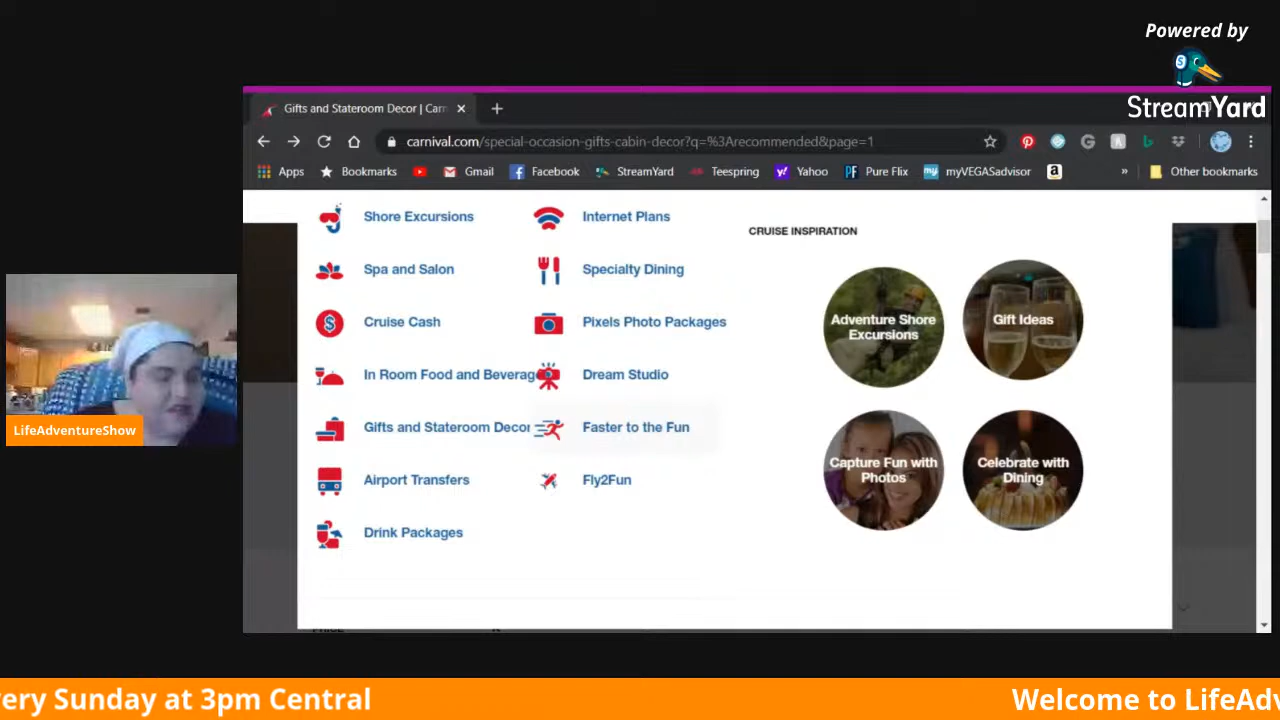 Powered by
StreamYard
Gifts and Stateroom Decor | Carn
carnival.com/special-occasion-gifts-cabin-decor?q=%3Arecommended&page=1
Apps Bookmarks Gmail Facebook StreamYard Teespring Yahoo PF Pure Flix my myVEGASadvisor a » Other bookmarks
Shore Excursions
Spa and Salon
Cruise Cash
In Room Food and Beverag
Gifts and Stateroom Decor
Airport Transfers
Drink Packages
Internet Plans
Specialty Dining
Pixels Photo Packages
Dream Studio
Faster to the Fun
Fly2Fun
CRUISE INSPIRATION
Adventure Shore
Excursions
Gift Ideas
Capture Fun with
Photos
Celebrate with
Dining
LifeAdventureShow
very Sunday at 3pm Central
Welcome to LifeAdv